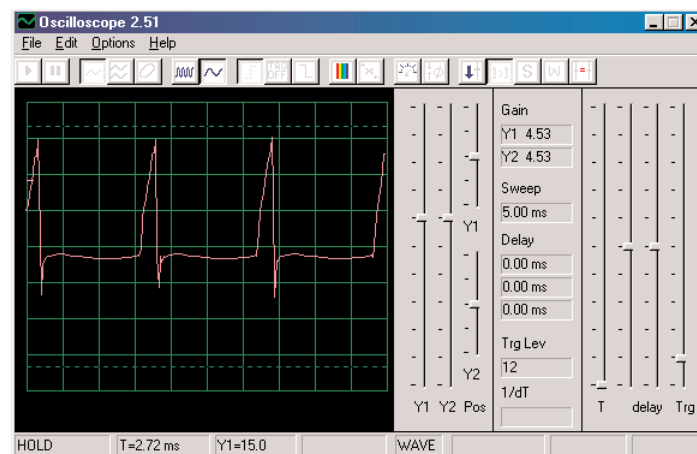 Oscilloscope 2.51
File Edit Options Help
TRG OFF S W
Gain
Y1 4.53
Y2 4.53
Sweep
5.00 ms
Y1
Delay
0.00 ms
0.00 ms
0.00 ms
Trg Lev
12
Y2
1/dT
Y1 Y2 Pos T delay Trg
HOLD T=2.72 ms Y1=15.0 WAVE